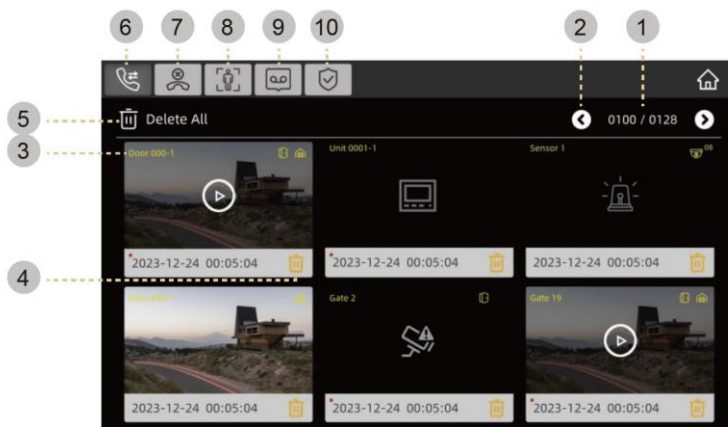 6 7 8 9 10 2 1
5 Delete All 0100 / 0128
3 Door 000-1 Unit 0001-1 Sensor 1 08
4
2023-12-24 00:05:04 2023-12-24 00:05:04 2023-12-24 00:05:04
Gate 2 Gate 19
2023-12-24 00:05:04 2023-12-24 00:05:04 2023-12-24 00:05:04